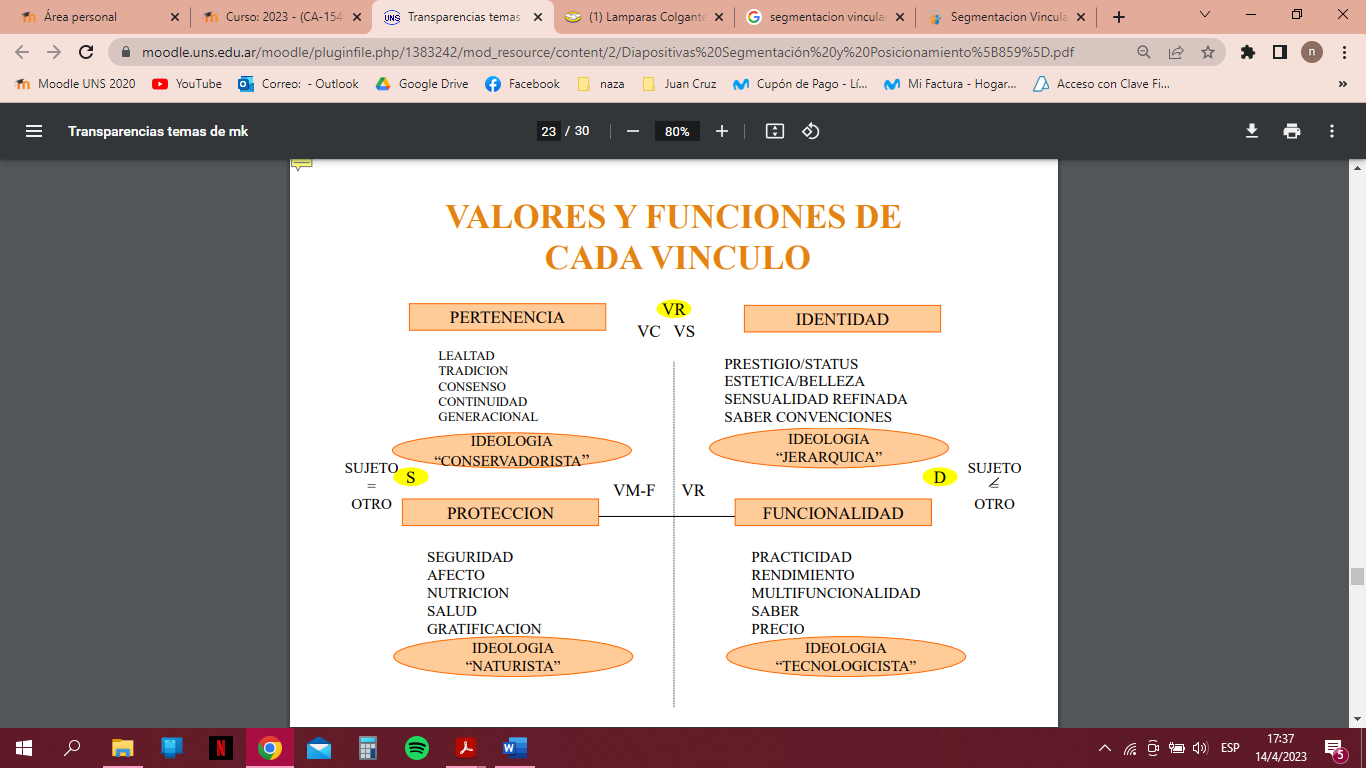 Área personal
Curso: 2023 - (CA-154
UNS
Transparencias temas
(1) Lamparas Colgante
segmentacion vincula
Segmentacion Vincula
moodle.uns.edu.ar/moodle/pluginfile.php/1383242/mod_resource/content/2/Diapositivas%20Segmentación%20y%20Posicionamiento%5B859%5D.pdf
n
Moodle UNS 2020
YouTube
Correo: - Outlook
Google Drive
Facebook
naza
Juan Cruz
Cupón de Pago - Lí...
Mi Factura - Hogar...
Acceso con Clave Fi...
»
Transparencias temas de mk
23 / 30
80%
VALORES Y FUNCIONES DE
CADA VINCULO
PERTENENCIA
VR
VC VS
IDENTIDAD
LEALTAD
TRADICION
CONSENSO
CONTINUIDAD
GENERACIONAL
PRESTIGIO/STATUS
ESTETICA/BELLEZA
SENSUALIDAD REFINADA
SABER CONVENCIONES
IDEOLOGIA
“CONSERVADORISTA”
IDEOLOGIA
“JERARQUICA”
SUJETO
=
OTRO
S
VM-F VR
D
SUJETO
≠
OTRO
PROTECCION
FUNCIONALIDAD
SEGURIDAD
AFECTO
NUTRICION
SALUD
GRATIFICACION
PRACTICIDAD
RENDIMIENTO
MULTIFUNCIONALIDAD
SABER
PRECIO
IDEOLOGIA
“NATURISTA”
IDEOLOGIA
“TECNOLOGICISTA”
ESP
17:37
14/4/2023
5